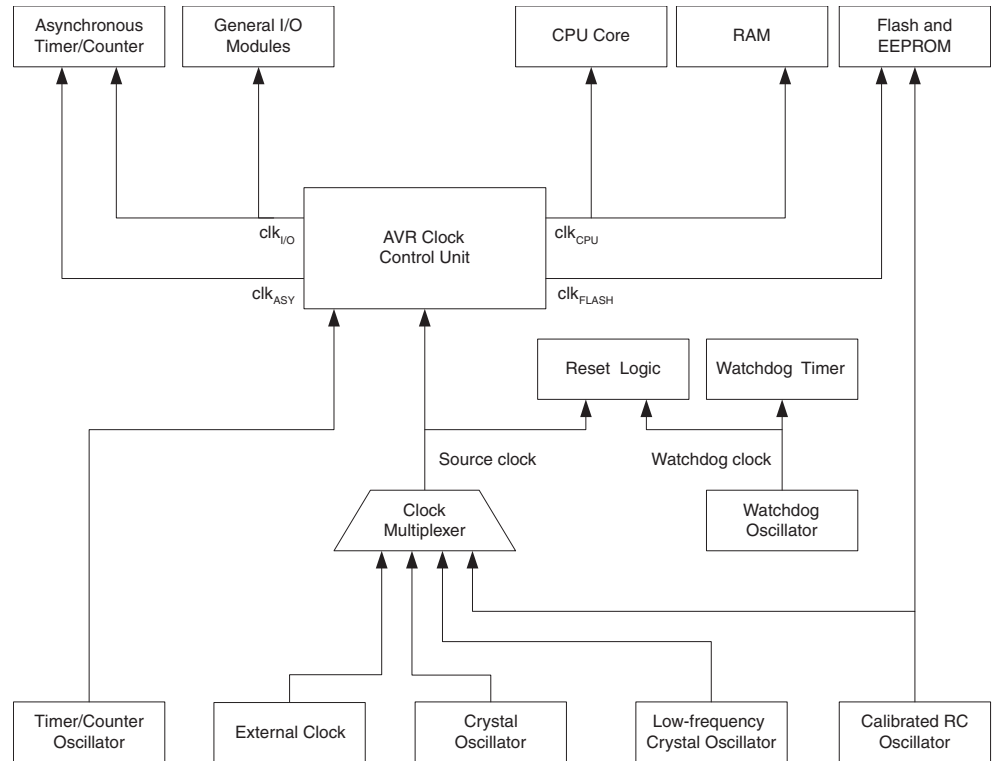 Asynchronous
Timer/Counter
General I/O
Modules
CPU Core
RAM
Flash and
EEPROM
clkI/O
AVR Clock
Control Unit
clkCPU
clkASY
clkFLASH
Reset Logic
Watchdog Timer
Source clock
Watchdog clock
Clock
Multiplexer
Watchdog
Oscillator
Timer/Counter
Oscillator
External Clock
Crystal
Oscillator
Low-frequency
Crystal Oscillator
Calibrated RC
Oscillator